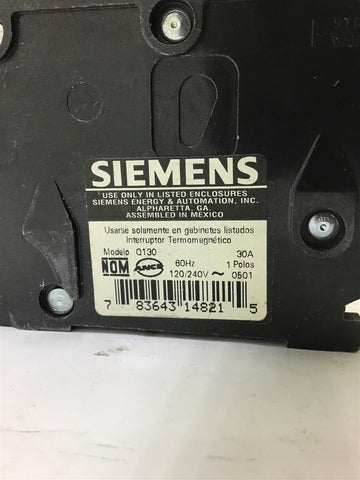 SIEMENS
USE ONLY IN LISTED ENCLOSURES
SIEMENS ENERGY & AUTOMATION, INC.
ALPHARETTA, GA
ASSEMBLED IN MEXICO
Usarse solamente en gabinetes listados
Interruptor Termomagnético
Modelo Q130 30A
NOM ANCE 60Hz 1 Polos
120/240V ~ 0501
7 83643 14821 5